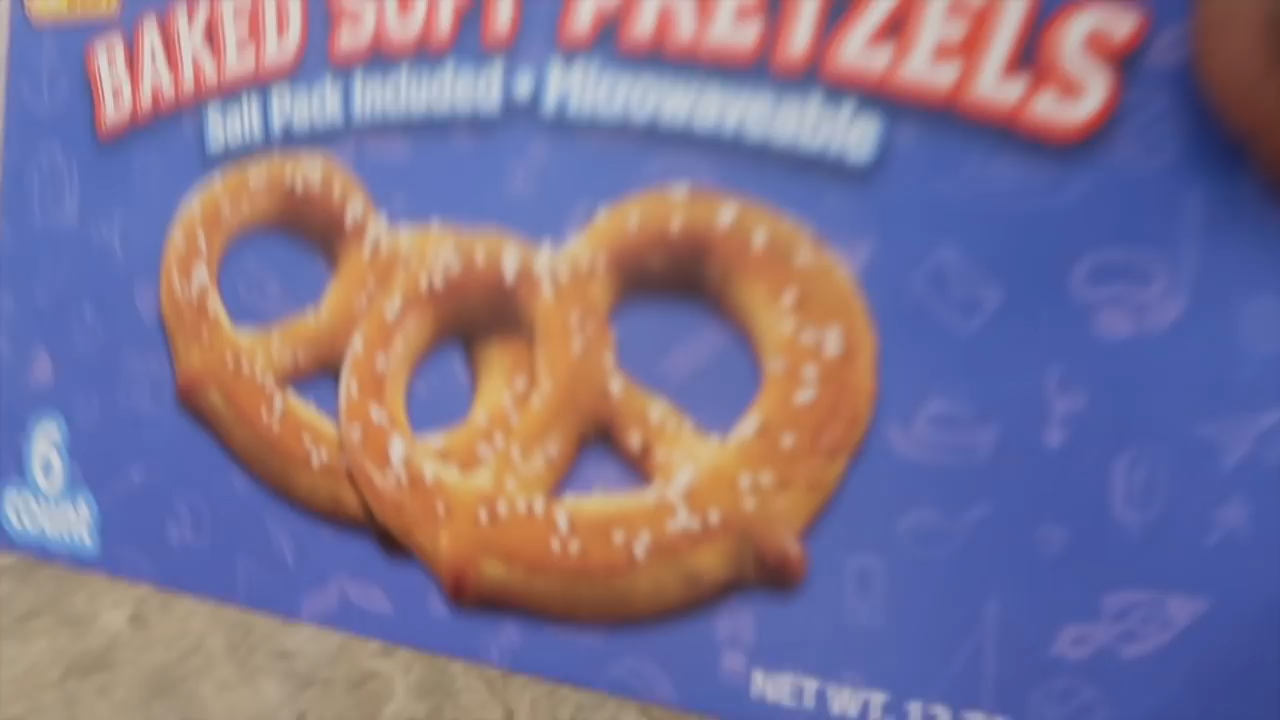 BAKED SOFT PRETZELS
Salt Pack Included • Microwaveable
6
count
NET WT.